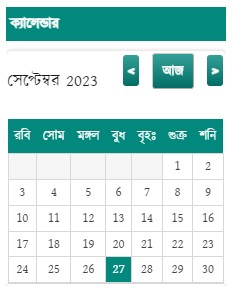 ক্যালেন্ডার
সেপ্টেম্বর 2023 < আজ >
রবি সোম মঙ্গল বুধ বৃহঃ শুক্র শনি
1 2
3 4 5 6 7 8 9
10 11 12 13 14 15 16
17 18 19 20 21 22 23
24 25 26 27 28 29 30